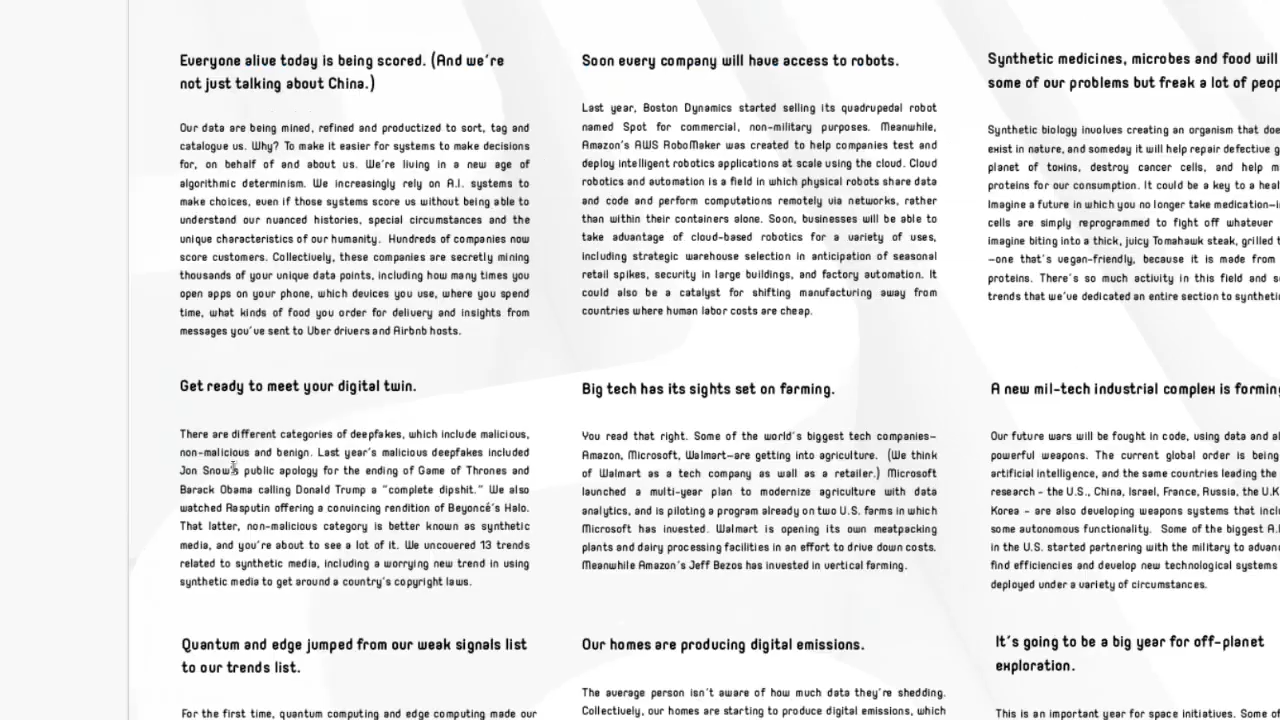 Everyone alive today is being scored. (And we're
not just talking about China.)
Our data are being mined, refined and productized to sort, tag and
catalogue us. Why? To make it easier for systems to make decisions
for, on behalf of and about us. We're living in a new age of
algorithmic determinism. We increasingly rely on A.I. systems to
make choices, even if those systems score us without being able to
understand our nuanced histories, special circumstances and the
unique characteristics of our humanity. Hundreds of companies now
score customers. Collectively, these companies are secretly mining
thousands of your unique data points, including how many times you
open apps on your phone, which devices you use, where you spend
time, what kinds of food you order for delivery and insights from
messages you've sent to Uber drivers and Airbnb hosts.
Soon every company will have access to robots.
Last year, Boston Dynamics started selling its quadrupedal robot
named Spot for commercial, non-military purposes. Meanwhile,
Amazon's AWS RoboMaker was created to help companies test and
deploy intelligent robotics applications at scale using the cloud. Cloud
robotics and automation is a field in which physical robots share data
and code and perform computations remotely via networks, rather
than within their containers alone. Soon, businesses will be able to
take advantage of cloud-based robotics for a variety of uses,
including strategic warehouse selection in anticipation of seasonal
retail spikes, security in large buildings, and factory automation. It
could also be a catalyst for shifting manufacturing away from
countries where human labor costs are cheap.
Synthetic medicines, microbes and food will
some of our problems but freak a lot of
Synthetic biology involves creating an organism that
exist in nature, and someday it will help repair defective
planet of toxins, destroy cancer cells, and help
proteins for our consumption. It could be a key to a
Imagine a future in which you no longer take
cells are simply reprogrammed to fight off whatever
imagine biting into a thick, juicy Tomahawk steak, grilled
—one that's vegan-friendly, because it is made from
proteins. There's so much activity in this field and
trends that we've dedicated an entire section to
Get ready to meet your digital twin.
There are different categories of deepfakes, which include malicious,
non-malicious and benign. Last year's malicious deepfakes included
Jon Snow's public apology for the ending of Game of Thrones and
Barack Obama calling Donald Trump a "complete dipshit." We also
watched Rasputin offering a convincing rendition of Beyoncé's Halo.
That latter, non-malicious category is better known as synthetic
media, and you're about to see a lot of it. We uncovered 13 trends
related to synthetic media, including a worrying new trend in using
synthetic media to get around a country's copyright laws.
Big tech has its sights set on farming.
You read that right. Some of the world's biggest tech companies—
Amazon, Microsoft, Walmart—are getting into agriculture. (We think
of Walmart as a tech company as wall as a retailer.) Microsoft
launched a multi-year plan to modernize agriculture with data
analytics, and is piloting a program already on two U.S. farms in which
Microsoft has invested. Walmart is opening its own meatpacking
plants and dairy processing facilities in an effort to drive down costs.
Meanwhile Amazon's Jeff Bezos has invested in vertical farming.
A new mil-tech industrial complex is forming
Our future wars will be fought in code, using data and
powerful weapons. The current global order is being
artificial intelligence, and the same countries leading the
research - the U.S., China, Israel, France, Russia, the
Korea - are also developing weapons systems that
some autonomous functionality. Some of the biggest
in the U.S. started partnering with the military to
find efficiencies and develop new technological systems
deployed under a variety of circumstances.
Quantum and edge jumped from our weak signals list
to our trends list.
For the first time, quantum computing and edge computing made our
Our homes are producing digital emissions.
The average person isn't aware of how much data they're shedding.
Collectively, our homes are starting to produce digital emissions, which
It's going to be a big year for off-planet
exploration.
This is an important year for space initiatives. Some